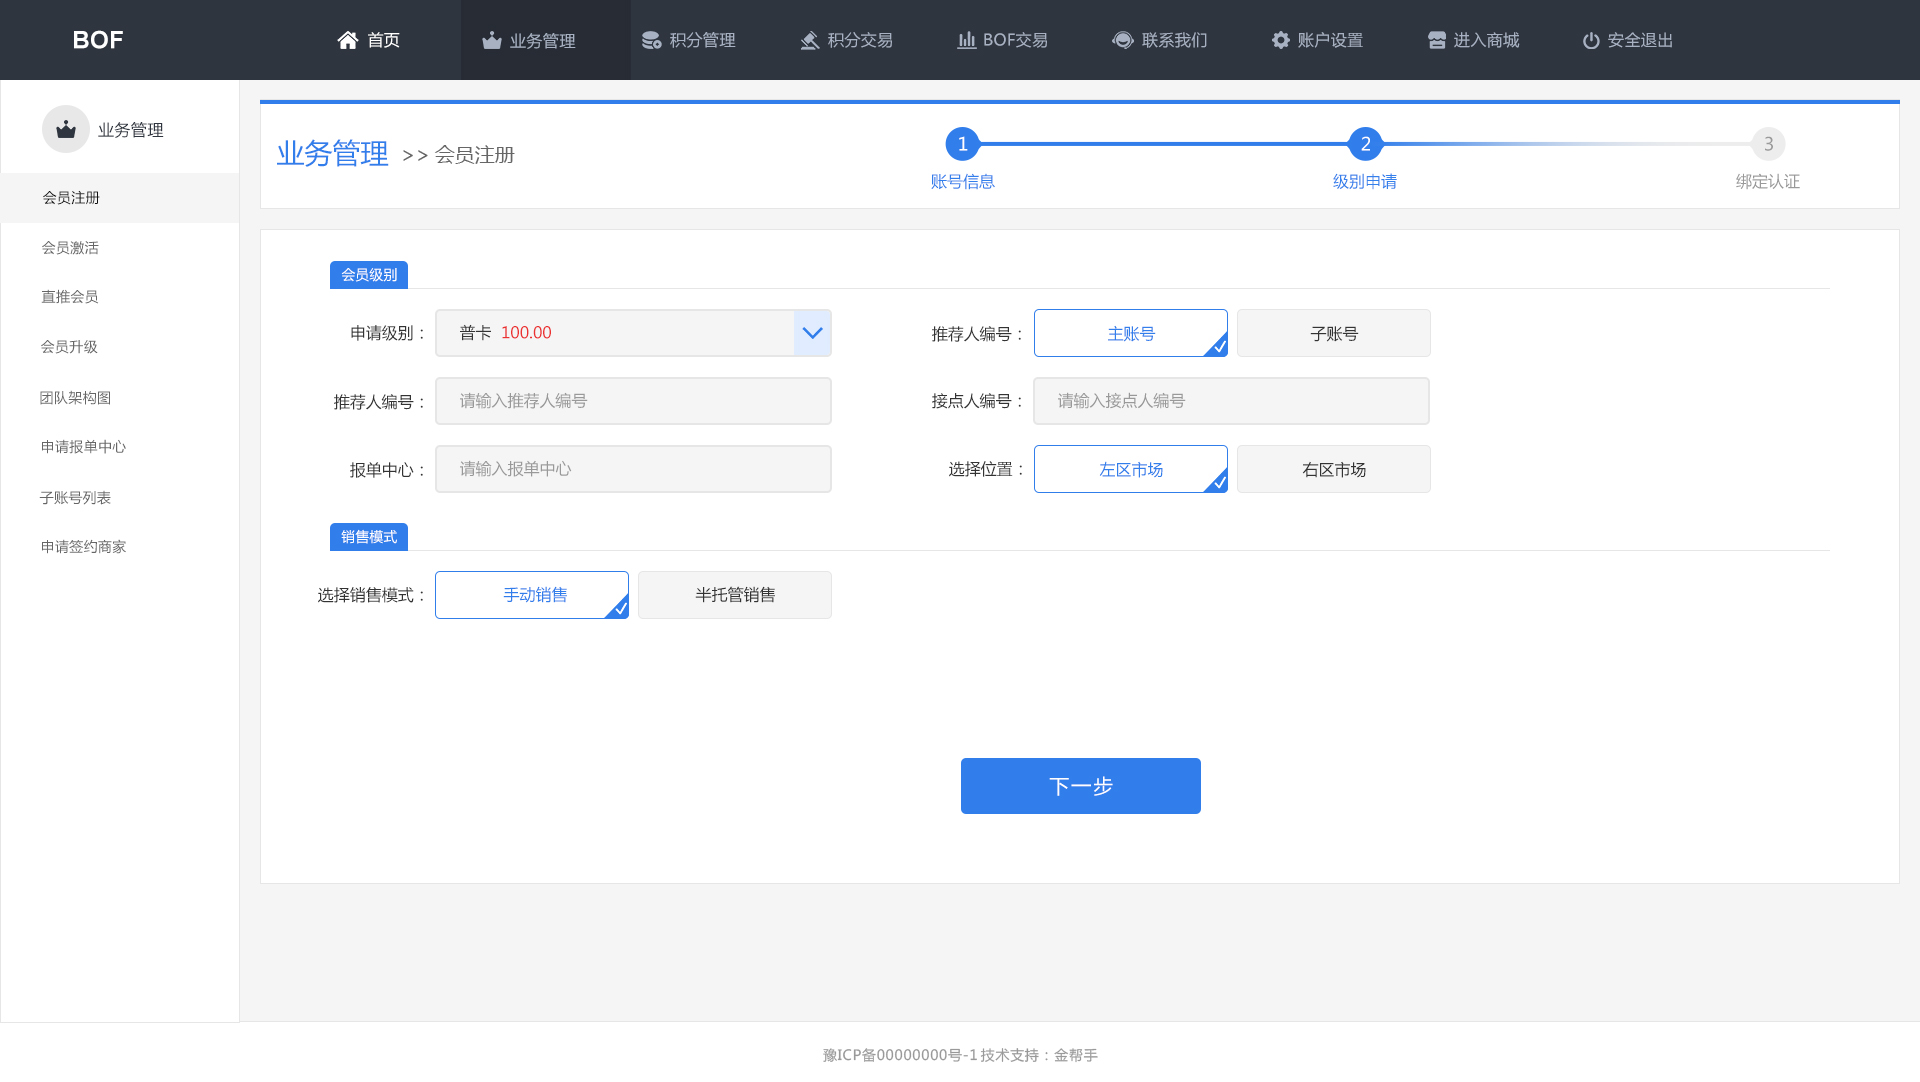 BOF
首页
业务管理
积分管理
积分交易
BOF交易
联系我们
账户设置
进入商城
安全退出
业务管理
会员注册
会员激活
直推会员
会员升级
团队架构图
申请报单中心
子账号列表
申请签约商家
业务管理 >> 会员注册
1
2
3
账号信息
级别申请
绑定认证
会员级别
申请级别：
普卡 100.00
推荐人编号：
主账号
子账号
推荐人编号：
请输入推荐人编号
接点人编号：
请输入接点人编号
报单中心：
请输入报单中心
选择位置：
左区市场
右区市场
销售模式
选择销售模式：
手动销售
半托管销售
下一步
豫ICP备00000000号-1 技术支持：金帮手